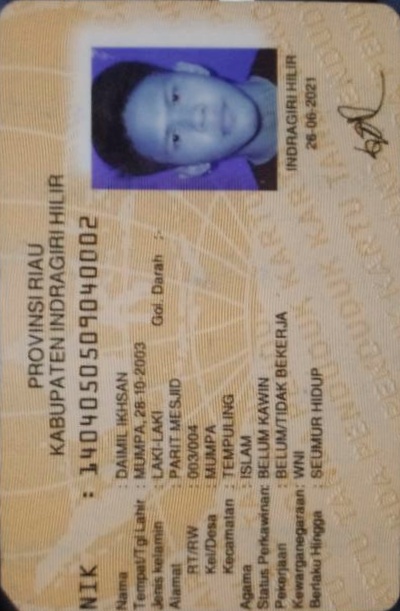 PROVINSI RIAU
KABUPATEN INDRAGIRI HILIR
NIK : 1404050509040002
Nama : DAIMIL IKHSAN
Tempat/Tgl Lahir : MUMPA, 28-10-2003
Jenis kelamin : LAKI-LAKI Gol. Darah :-
Alamat : PARIT MESJID
RT/RW : 003/004
Kel/Desa : MUMPA
Kecamatan : TEMPULING
Agama : ISLAM
Status Perkawinan: BELUM KAWIN
Pekerjaan : BELUM/TIDAK BEKERJA
Kewarganegaraan: WNI
Berlaku Hingga : SEUMUR HIDUP
INDRAGIRI HILIR
26-06-2021